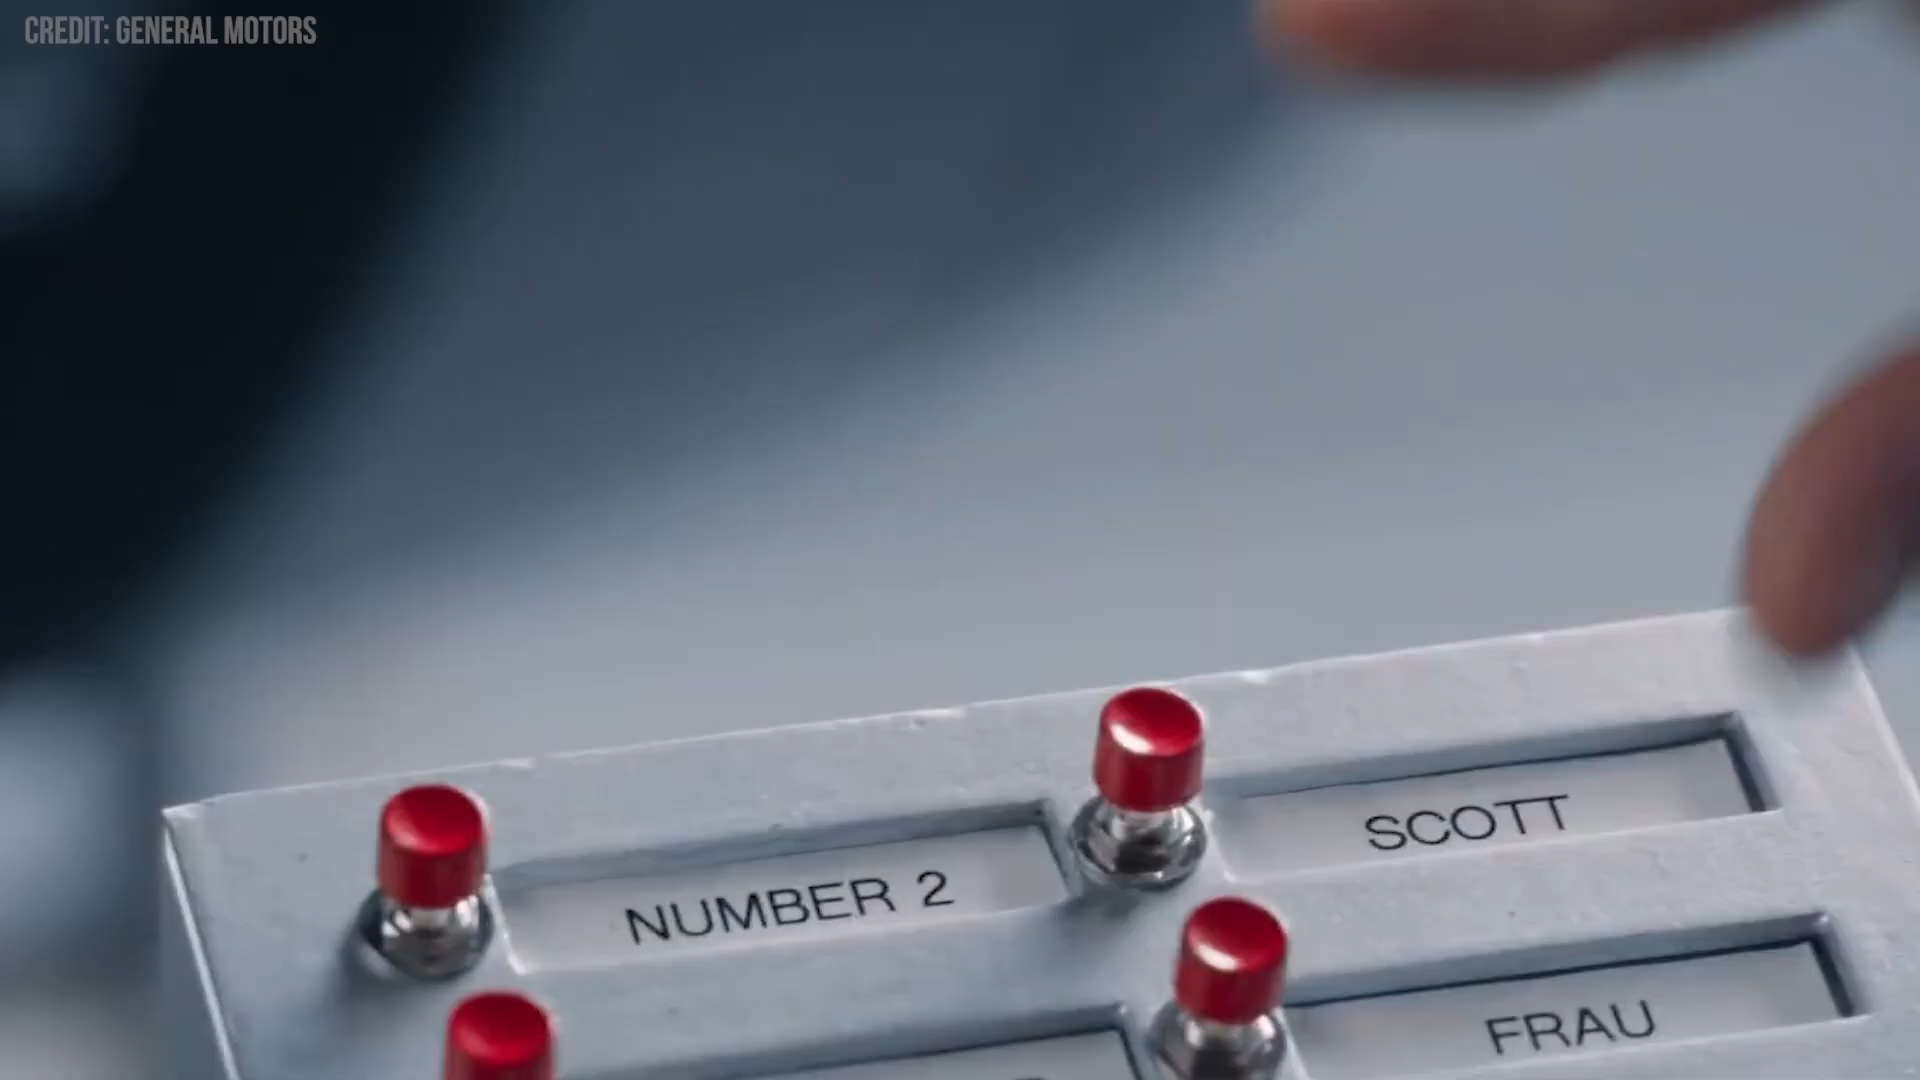 CREDIT: GENERAL MOTORS
NUMBER 2
SCOTT
FRAU